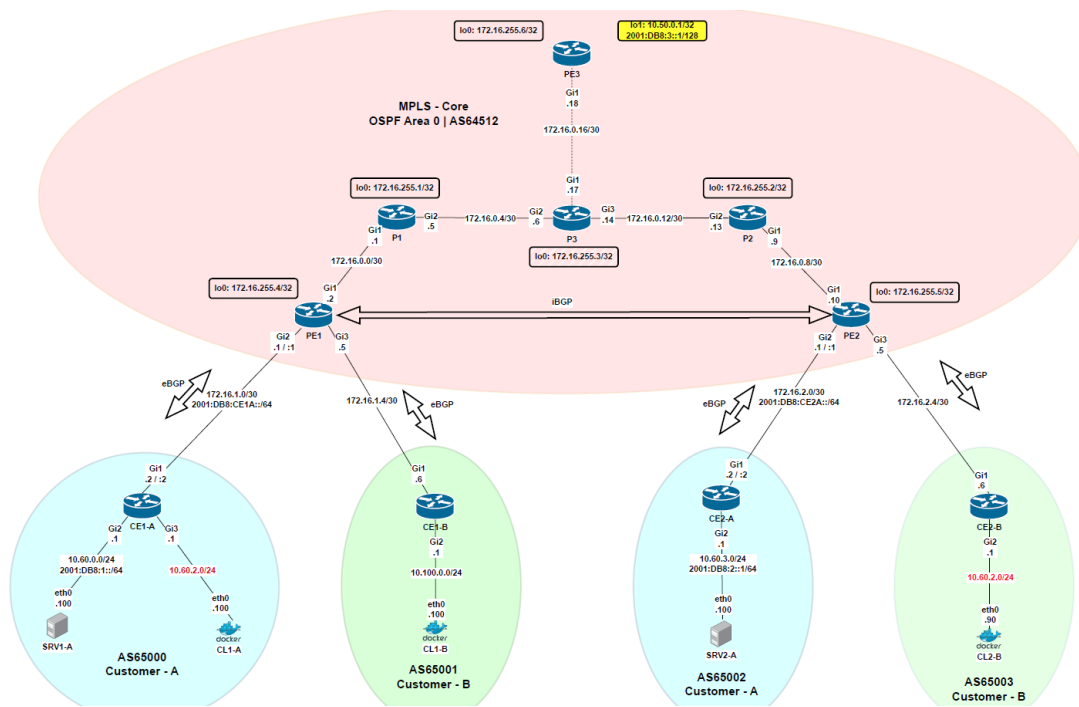 lo0: 172.16.255.6/32
lo1: 10.50.0.1/32
2001:DB8:3::1/128
PE3
Gi1
.18
MPLS - Core
OSPF Area 0 | AS64512
172.16.0.16/30
lo0: 172.16.255.1/32
Gi1
.17
lo0: 172.16.255.2/32
Gi2
.5
172.16.0.4/30
Gi2
.6
Gi3
.14
172.16.0.12/30
Gi2
.13
Gi1
.1
P1
P3
P2
Gi1
.9
lo0: 172.16.255.3/32
172.16.0.0/30
172.16.0.8/30
lo0: 172.16.255.4/32
Gi1
.2
iBGP
Gi1
.10
lo0: 172.16.255.5/32
PE1
PE2
Gi2
.1 / :1
Gi3
.5
Gi2
.1 / :1
Gi3
.5
eBGP
172.16.1.0/30
2001:DB8:CE1A::/64
172.16.1.4/30
eBGP
eBGP
172.16.2.0/30
2001:DB8:CE2A::/64
172.16.2.4/30
eBGP
Gi1
.2 / :2
Gi1
.6
Gi1
.2 / :2
Gi1
.6
CE1-A
CE1-B
CE2-A
CE2-B
Gi2
.1
Gi3
.1
Gi2
.1
Gi2
.1
Gi2
.1
10.60.0.0/24
2001:DB8:1::/64
10.60.2.0/24
10.100.0.0/24
10.60.3.0/24
2001:DB8:2::1/64
10.60.2.0/24
eth0
.100
eth0
.100
eth0
.100
eth0
.100
eth0
.90
SRV1-A
docker
CL1-A
docker
CL1-B
SRV2-A
docker
CL2-B
AS65000
Customer - A
AS65001
Customer - B
AS65002
Customer - A
AS65003
Customer - B